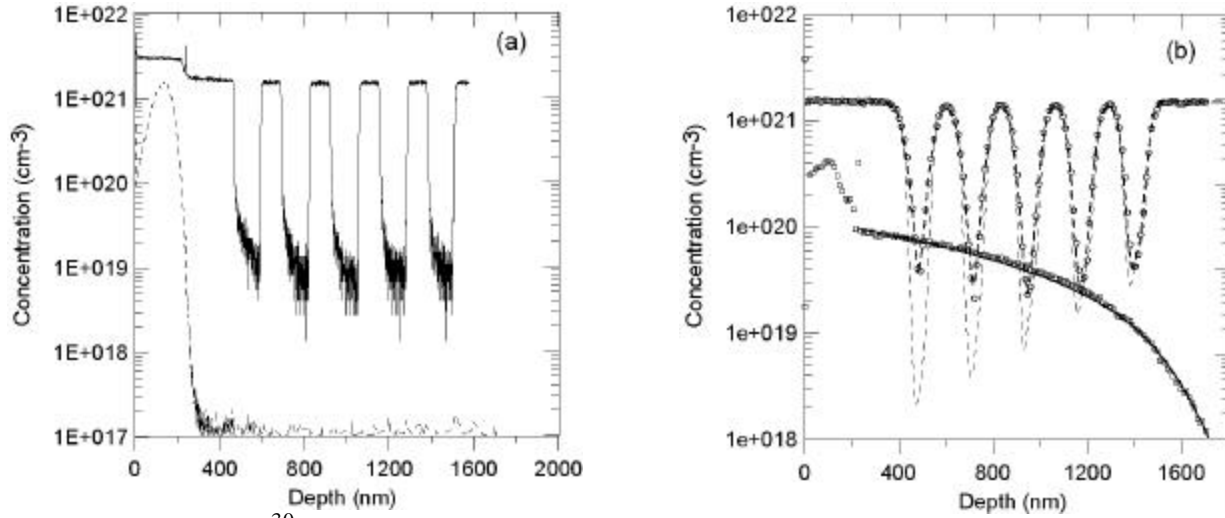 (a)
Concentration (cm-3)
1E+022
1E+021
1E+020
1E+019
1E+018
1E+017
0 400 800 1200 1600 2000
Depth (nm)
30
(b)
Concentration (cm-3)
1e+022
1e+021
1e+020
1e+019
1e+018
0 400 800 1200 1600
Depth (nm)